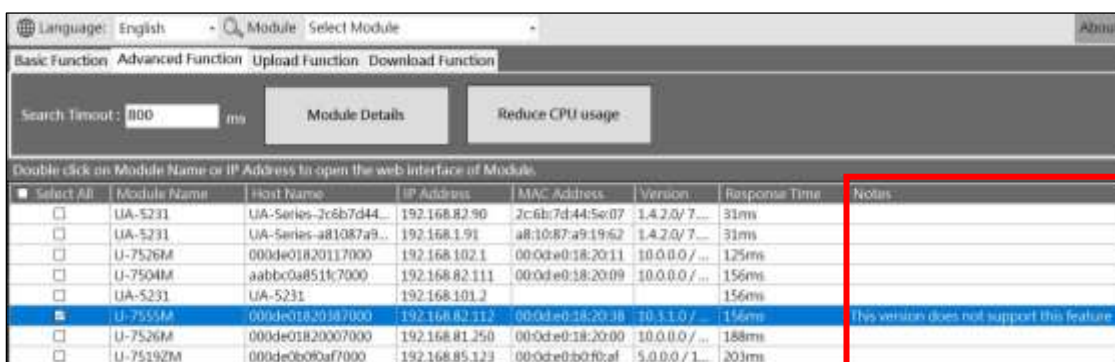 Language: English Module Select Module Abou
Basic Function Advanced Function Upload Function Download Function
Search Timout: 800 ms Module Details Reduce CPU usage
Double click on Module Name or IP Address to open the web interface of Module.
Select All Module Name Host Name IP Address MAC Address Version Response Time Notes
UA-5231 UA-Series-2c6b7d44... 192.168.82.90 2c:6b:7d:44:5e:07 1.4.2.0/ 7... 31ms
UA-5231 UA-Series-a81087a9... 192.168.1.91 a8:10:87:a9:19:62 1.4.2.0/ 7... 31ms
U-7526M 000de01820117000 192.168.102.1 00:0d:e0:18:20:11 10.0.0.0 / ... 125ms
U-7504M aabbc0a851fc7000 192.168.82.111 00:0d:e0:18:20:09 10.0.0.0 / ... 156ms
UA-5231 UA-5231 192.168.101.2 156ms
U-7555M 000de01820387000 192.168.82.112 00:0d:e0:18:20:38 10.3.1.0 / ... 156ms This version does not support this feature
U-7526M 000de01820007000 192.168.81.250 00:0d:e0:18:20:00 10.0.0.0 / ... 188ms
U-7519ZM 000de0b0f0af7000 192.168.85.123 00:0d:e0:b0:f0:af 5.0.0.0 / 1... 203ms